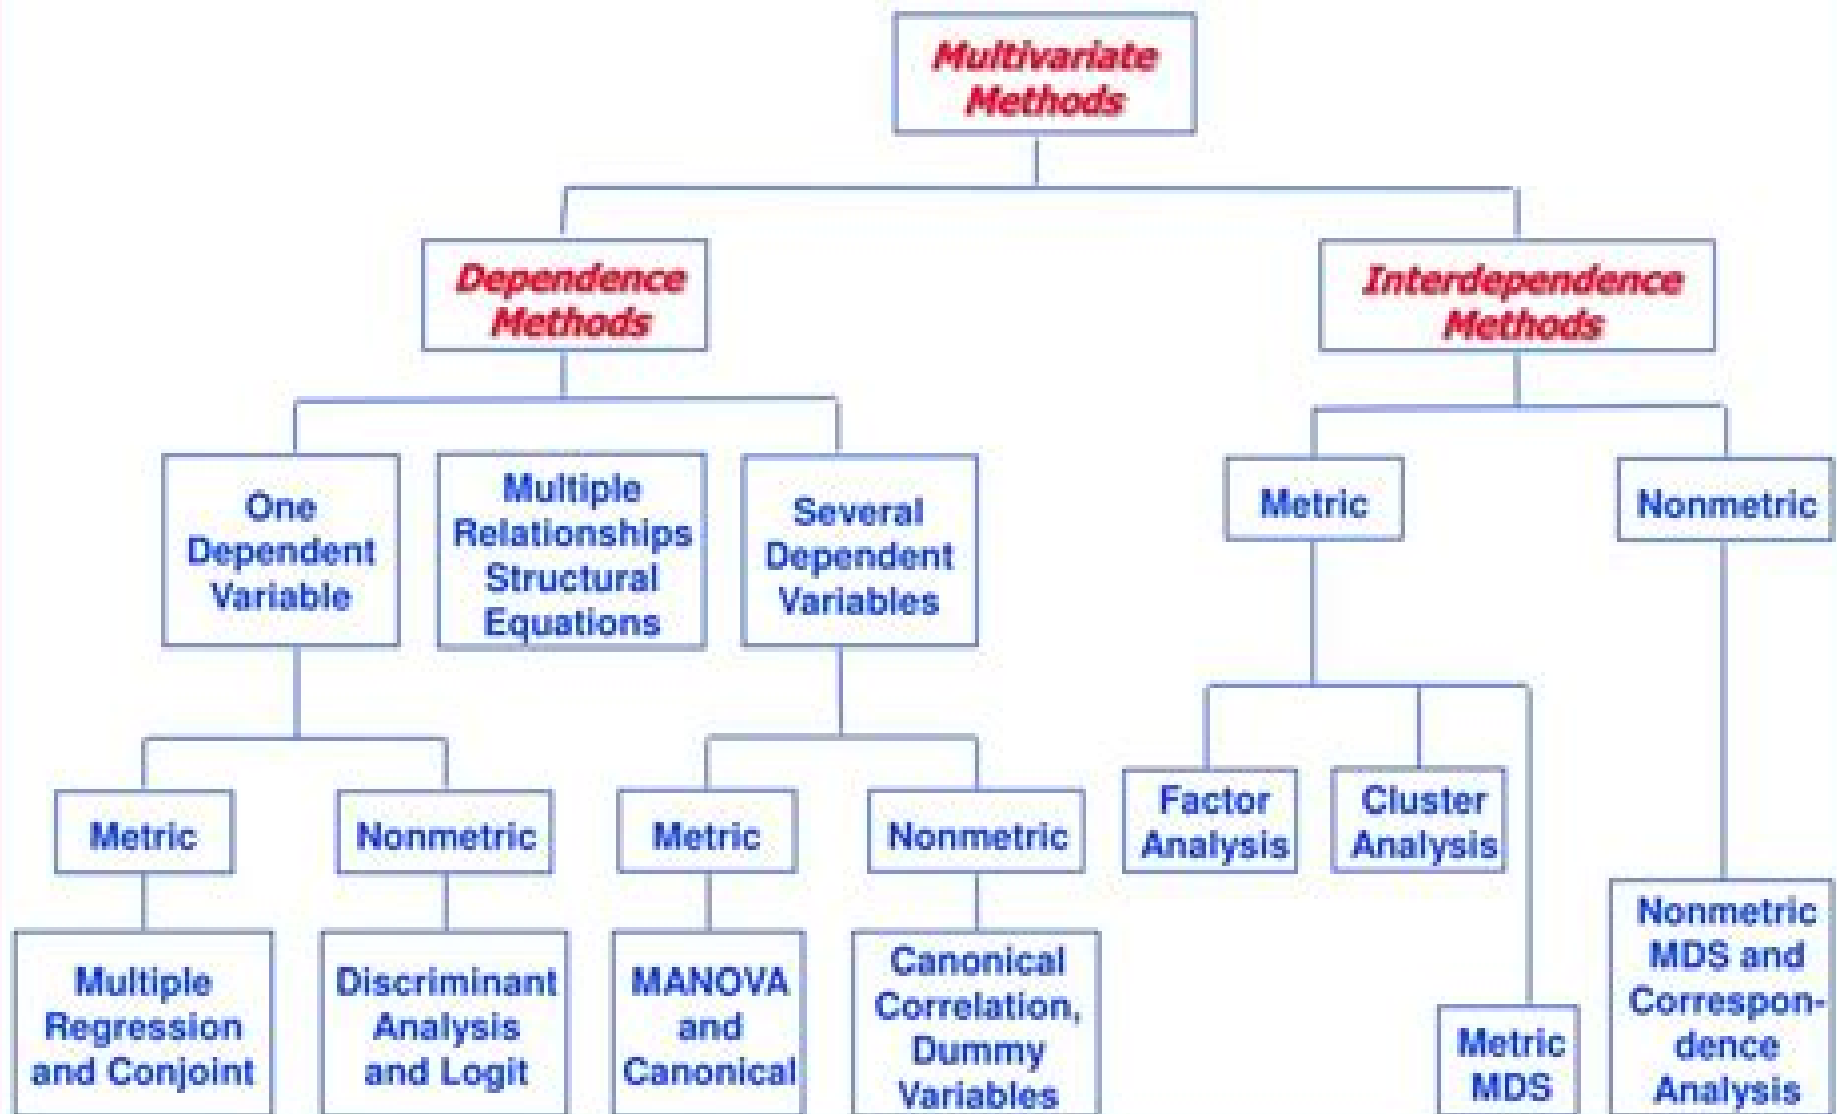 Multivariate
Methods
Dependence
Methods
Interdependence
Methods
One
Dependent
Variable
Multiple
Relationships
Structural
Equations
Several
Dependent
Variables
Metric
Nonmetric
Metric
Nonmetric
Metric
Nonmetric
Factor
Analysis
Cluster
Analysis
Multiple
Regression
and Conjoint
Discriminant
Analysis
and Logit
MANOVA
and
Canonical
Canonical
Correlation,
Dummy
Variables
Metric
MDS
Nonmetric
MDS and
Correspon-
dence
Analysis